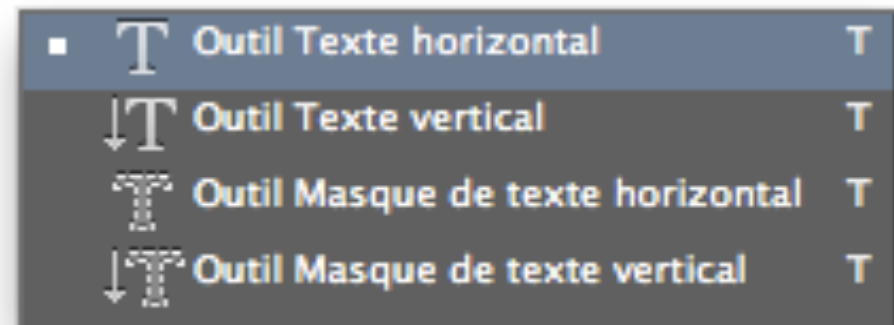 Outil Texte horizontal T
Outil Texte vertical T
Outil Masque de texte horizontal T
Outil Masque de texte vertical T